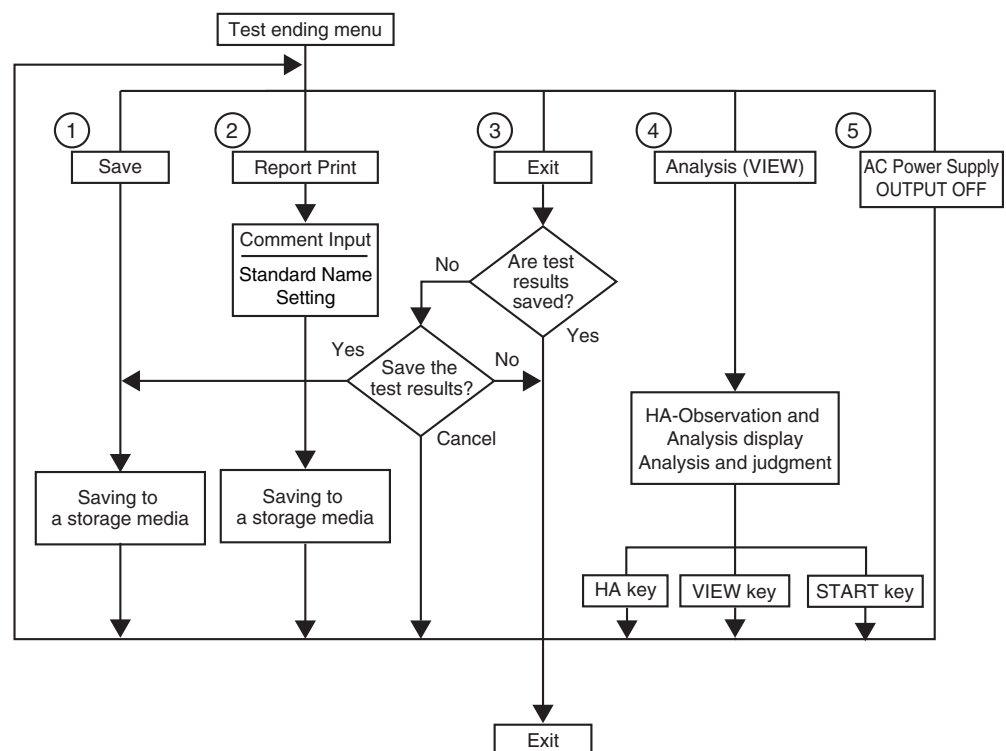 Test ending menu
1
2
3
4
5
Save
Report Print
Exit
Analysis (VIEW)
AC Power Supply
OUTPUT OFF
Comment Input
Standard Name
Setting
No
Are test
results
saved?
Yes
Yes
Save the
test results?
No
Cancel
HA-Observation and
Analysis display
Analysis and judgment
Saving to
a storage media
Saving to
a storage media
HA key
VIEW key
START key
Exit